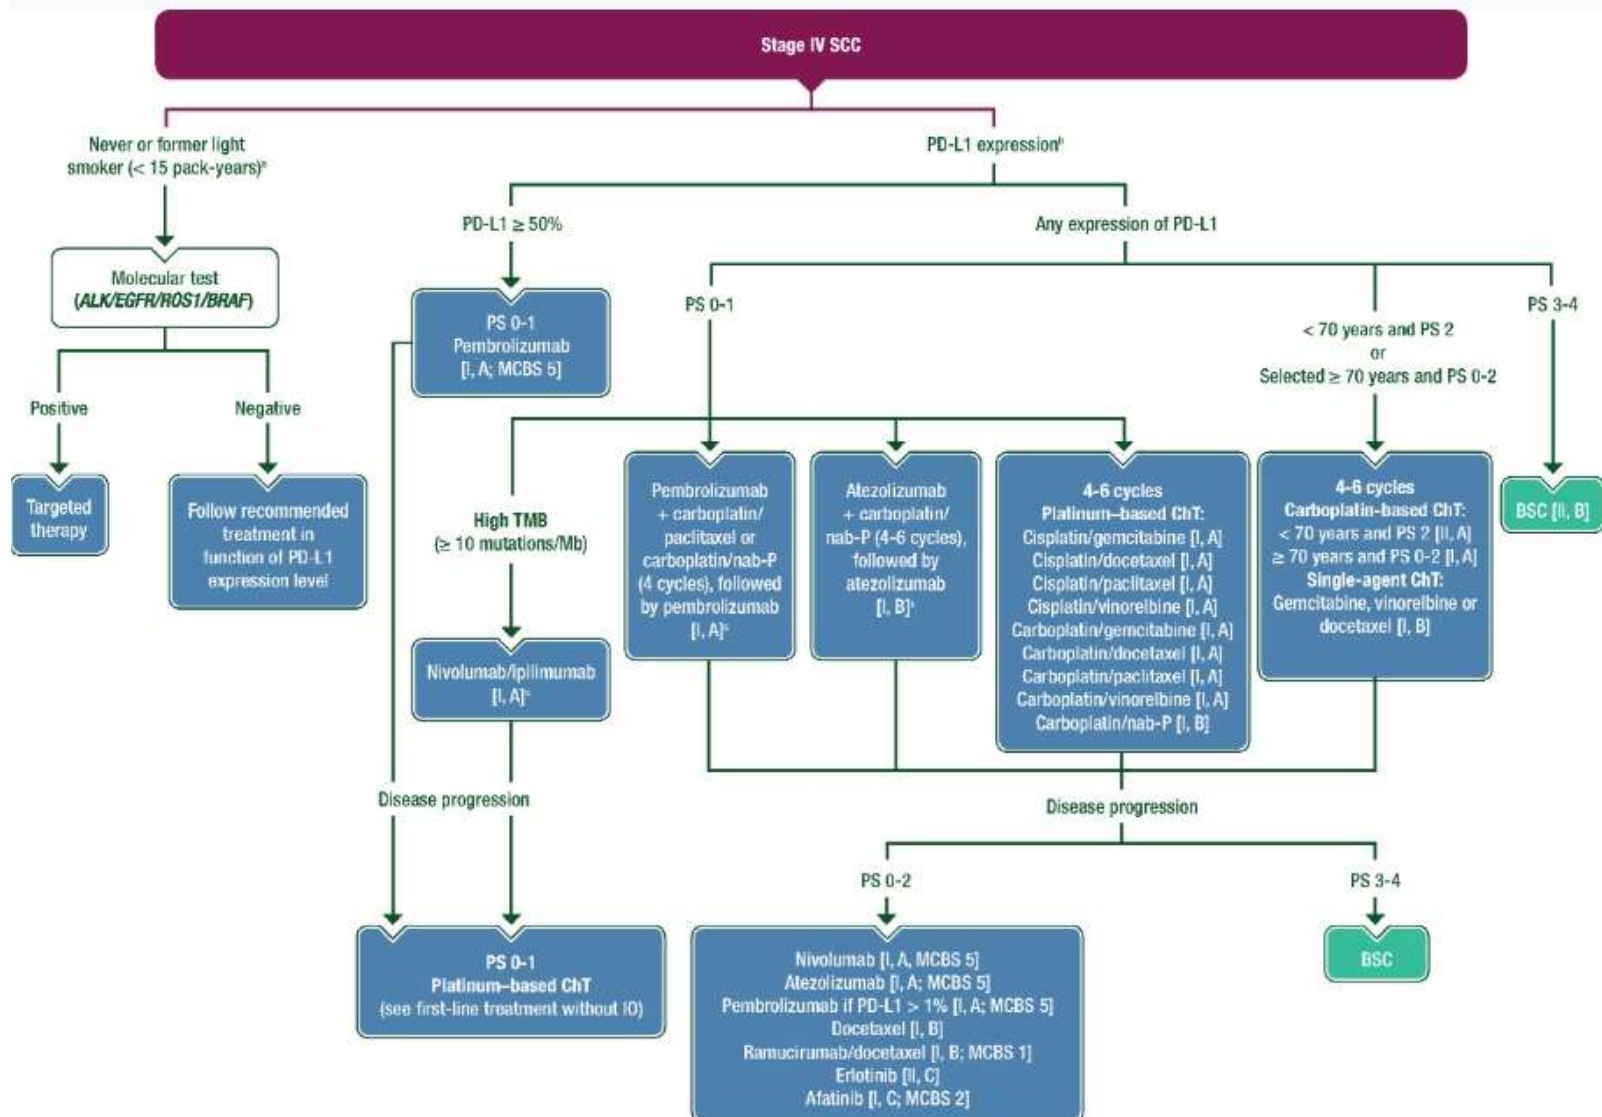 Stage IV SCC
Never or former light
smoker (< 15 pack-years)ᵃ
PD-L1 expressionᵇ
PD-L1 ≥ 50%
Any expression of PD-L1
Molecular test
(ALK/EGFR/ROS1/BRAF)
Positive
Negative
Targeted
therapy
Follow recommended
treatment in
function of PD-L1
expression level
PS 0-1
Pembrolizumab
[I, A; MCBS 5]
PS 0-1
< 70 years and PS 2
or
Selected ≥ 70 years and PS 0-2
PS 3-4
High TMB
(≥ 10 mutations/Mb)
Nivolumab/ipilimumab
[I, A]ᶜ
Pembrolizumab
+ carboplatin/
paclitaxel or
carboplatin/nab-P
(4 cycles), followed
by pembrolizumab
[I, A]ᶜ
Atezolizumab
+ carboplatin/
nab-P (4-6 cycles),
followed by
atezolizumab
[I, B]
4-6 cycles
Platinum–based ChT:
Cisplatin/gemcitabine [I, A]
Cisplatin/docetaxel [I, A]
Cisplatin/paclitaxel [I, A]
Cisplatin/vinorelbine [I, A]
Carboplatin/gemcitabine [I, A]
Carboplatin/docetaxel [I, A]
Carboplatin/paclitaxel [I, A]
Carboplatin/vinorelbine [I, A]
Carboplatin/nab-P [I, B]
4-6 cycles
Carboplatin-based ChT:
< 70 years and PS 2 [II, A]
≥ 70 years and PS 0-2 [I, A]
Single-agent ChT:
Gemcitabine, vinorelbine or
docetaxel [I, B]
BSC [II, B]
Disease progression
Disease progression
PS 0-1
Platinum–based ChT
(see first-line treatment without IO)
PS 0-2
PS 3-4
Nivolumab [I, A, MCBS 5]
Atezolizumab [I, A; MCBS 5]
Pembrolizumab if PD-L1 > 1% [I, A; MCBS 5]
Docetaxel [I, B]
Ramucirumab/docetaxel [I, B; MCBS 1]
Erlotinib [II, C]
Afatinib [I, C; MCBS 2]
BSC